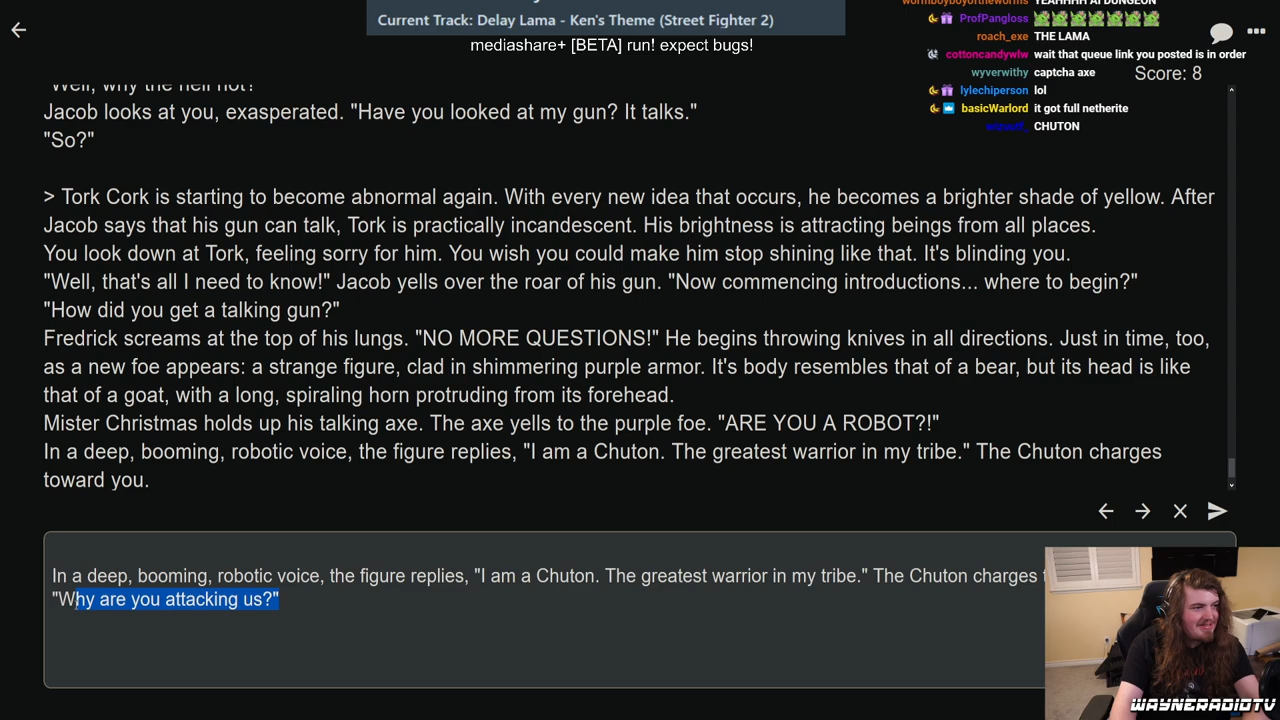 Current Track: Delay Lama - Ken's Theme (Street Fighter 2)
mediashare+ [BETA] run! expect bugs!
YEAHHHH AI DUNGEON
ProfPangloss
roach_exe THE LAMA
cottoncandywlw wait that queue link you posted is in order
wyverwithy captcha axe
Score: 8
lylechiperson lol
basicWarlord it got full netherite
CHUTON
"Well, why the hell not?"
Jacob looks at you, exasperated. "Have you looked at my gun? It talks."
"So?"
> Tork Cork is starting to become abnormal again. With every new idea that occurs, he becomes a brighter shade of yellow. After
Jacob says that his gun can talk, Tork is practically incandescent. His brightness is attracting beings from all places.
You look down at Tork, feeling sorry for him. You wish you could make him stop shining like that. It's blinding you.
"Well, that's all I need to know!" Jacob yells over the roar of his gun. "Now commencing introductions... where to begin?"
"How did you get a talking gun?"
Fredrick screams at the top of his lungs. "NO MORE QUESTIONS!" He begins throwing knives in all directions. Just in time, too,
as a new foe appears: a strange figure, clad in shimmering purple armor. It's body resembles that of a bear, but its head is like
that of a goat, with a long, spiraling horn protruding from its forehead.
Mister Christmas holds up his talking axe. The axe yells to the purple foe. "ARE YOU A ROBOT?!"
In a deep, booming, robotic voice, the figure replies, "I am a Chuton. The greatest warrior in my tribe." The Chuton charges
toward you.
In a deep, booming, robotic voice, the figure replies, "I am a Chuton. The greatest warrior in my tribe." The Chuton charges
"Why are you attacking us?"
WAYNERADIOTV